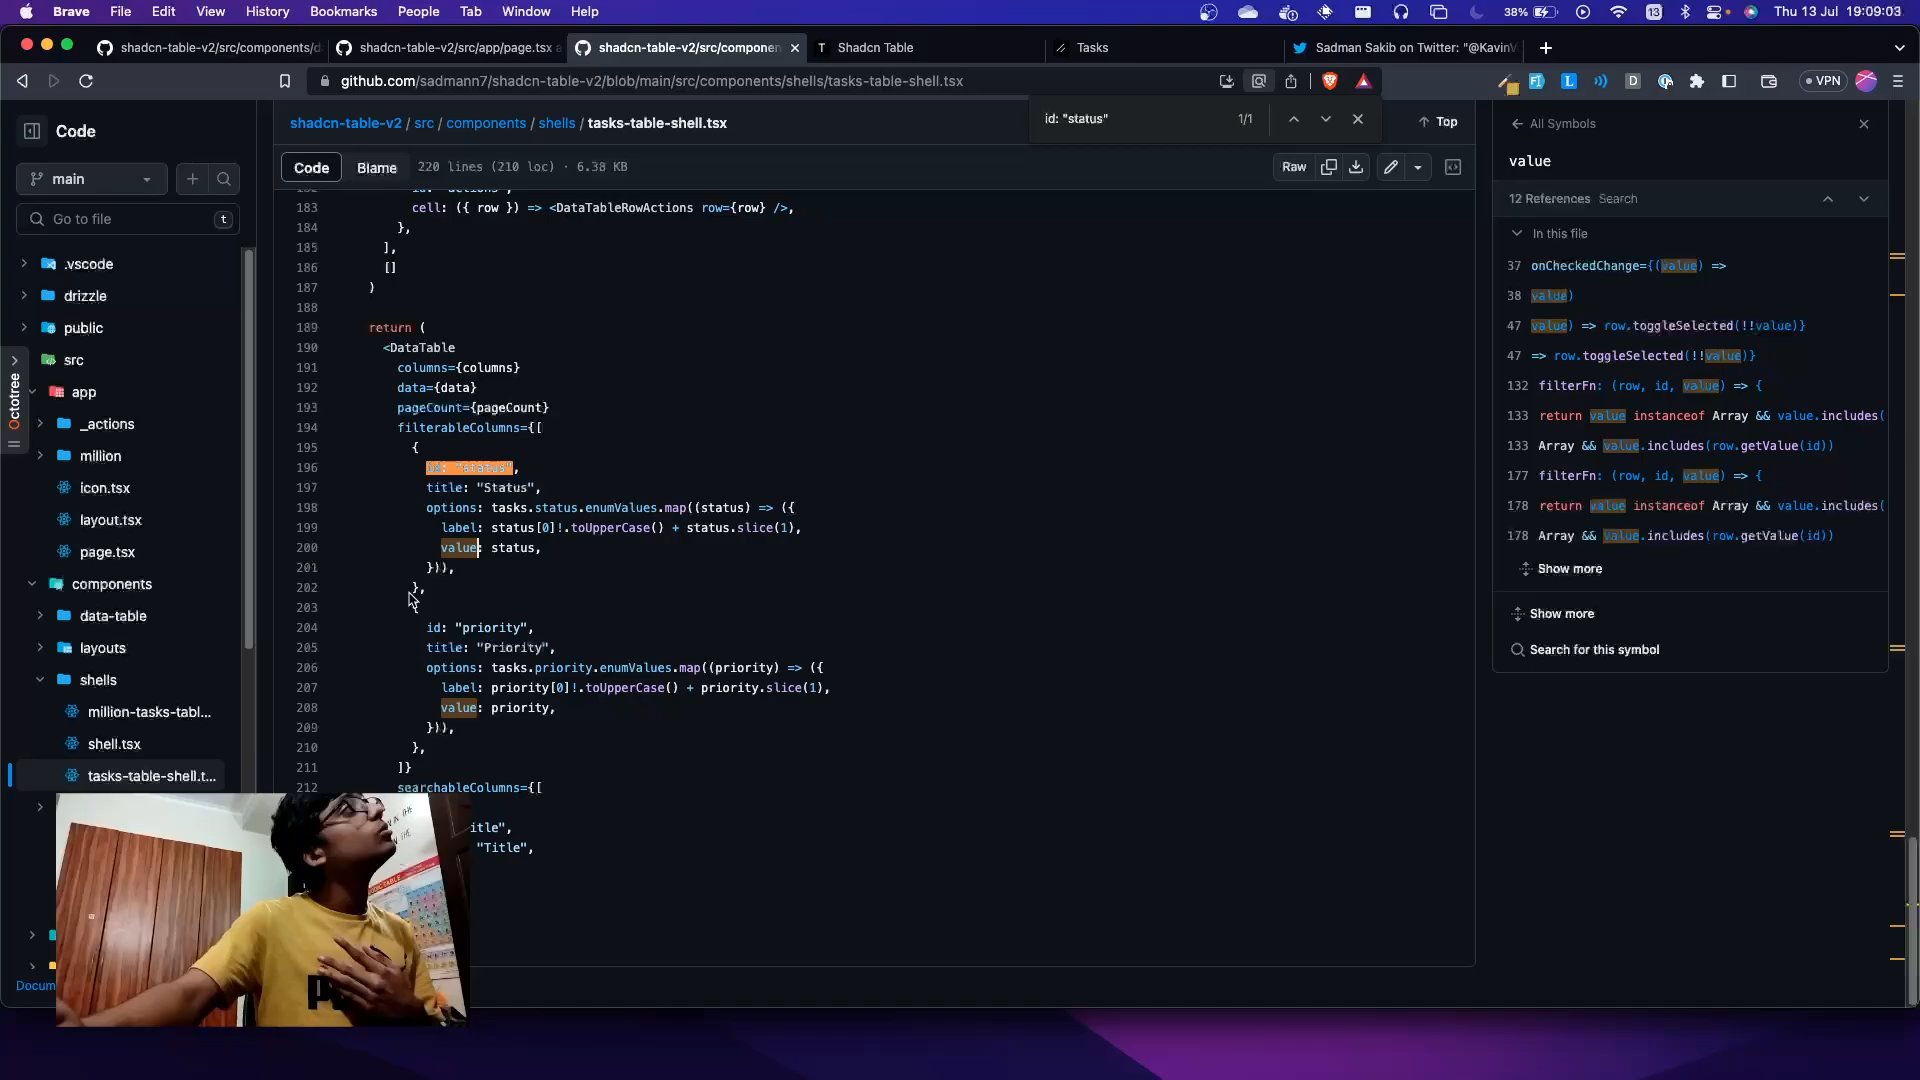 Brave File Edit View History Bookmarks People Tab Window Help 38% 13 Thu 13 Jul 19:09:03
shadcn-table-v2/src/components/d shadcn-table-v2/src/app/page.tsx a shadcn-table-v2/src/componen T Shadcn Table Tasks Sadman Sakib on Twitter: "@KavinV
github.com/sadmann7/shadcn-table-v2/blob/main/src/components/shells/tasks-table-shell.tsx VPN
id: "status" 1/1
Code
main
Go to file t
.vscode
drizzle
public
src
app
_actions
million
icon.tsx
layout.tsx
page.tsx
components
data-table
layouts
shells
million-tasks-tabl...
shell.tsx
tasks-table-shell.t...
Docum
Octotree
shadcn-table-v2 / src / components / shells / tasks-table-shell.tsx Top
Code Blame 220 lines (210 loc) · 6.38 KB Raw
183 cell: ({ row }) => <DataTableRowActions row={row} />,
184 },
185 ],
186 []
187 )
188
189 return (
190 <DataTable
191 columns={columns}
192 data={data}
193 pageCount={pageCount}
194 filterableColumns={[
195 {
196 id: "status",
197 title: "Status",
198 options: tasks.status.enumValues.map((status) => ({
199 label: status[0]!.toUpperCase() + status.slice(1),
200 value: status,
201 })),
202 },
203 {
204 id: "priority",
205 title: "Priority",
206 options: tasks.priority.enumValues.map((priority) => ({
207 label: priority[0]!.toUpperCase() + priority.slice(1),
208 value: priority,
209 })),
210 },
211 ]}
212 searchableColumns={[
itle",
"Title",
All Symbols
value
12 References Search
In this file
37 onCheckedChange={(value) =>
38 value)
47 value) => row.toggleSelected(!!value)}
47 => row.toggleSelected(!!value)}
132 filterFn: (row, id, value) => {
133 return value instanceof Array && value.includes(
133 Array && value.includes(row.getValue(id))
177 filterFn: (row, id, value) => {
178 return value instanceof Array && value.includes(
178 Array && value.includes(row.getValue(id))
Show more
Show more
Search for this symbol